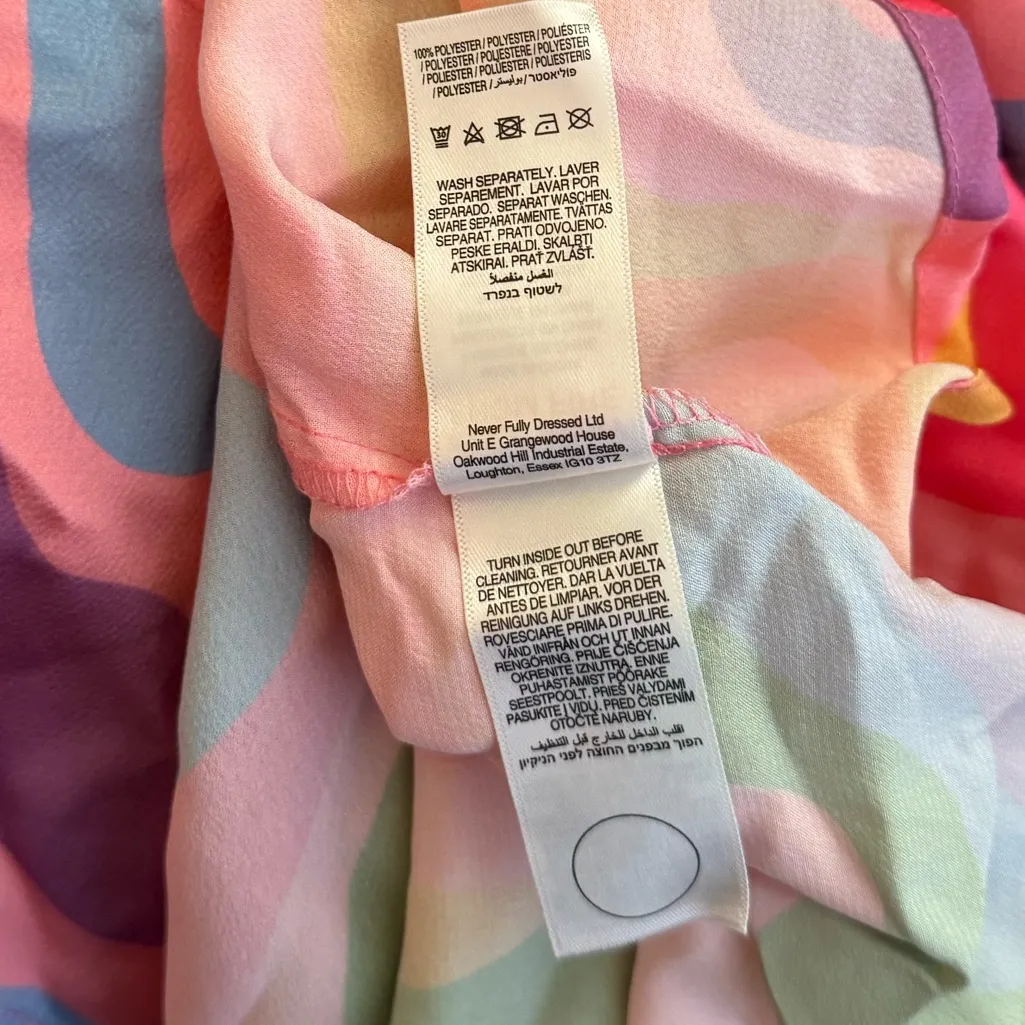 100% POLYESTER / POLYESTER / POLIÉSTER
/ POLYESTER / POLIESTERE / POLYESTER
/ POLIESTER / POLÜESTER / POLIESTERIS
/ POLYESTER / بوليستر / פוליאסטר
30
WASH SEPARATELY. LAVER
SEPAREMENT. LAVAR POR
SEPARADO. SEPARAT WASCHEN.
LAVARE SEPARATAMENTE. TVÄTTAS
SEPARAT. PRATI ODVOJENO.
PESKE ERALDI. SKALBTI
ATSKIRAI. PRAŤ ZVLÁŠŤ.
الغسل منفصلاً
לשטוף בנפרד
Never Fully Dressed Ltd
Unit E Grangewood House
Oakwood Hill Industrial Estate,
Loughton, Essex IG10 3TZ
TURN INSIDE OUT BEFORE
CLEANING. RETOURNER AVANT
DE NETTOYER. DAR LA VUELTA
ANTES DE LIMPIAR. VOR DER
REINIGUNG AUF LINKS DREHEN.
ROVESCIARE PRIMA DI PULIRE.
VÄND INIFRÅN OCH UT INNAN
RENGÖRING. PRIJE ČIŠĆENJA
OKRENITE IZNUTRA. ENNE
PUHASTAMIST PÖÖRAKE
SEESTPOOLT. PRIEŠ VALYDAMI
PASUKITE Į VIDŲ. PRED ČISTENÍM
OTOČTE NARUBY.
اقلب الداخل للخارج قبل التنظيف
הפוך מבפנים החוצה לפני הניקיון